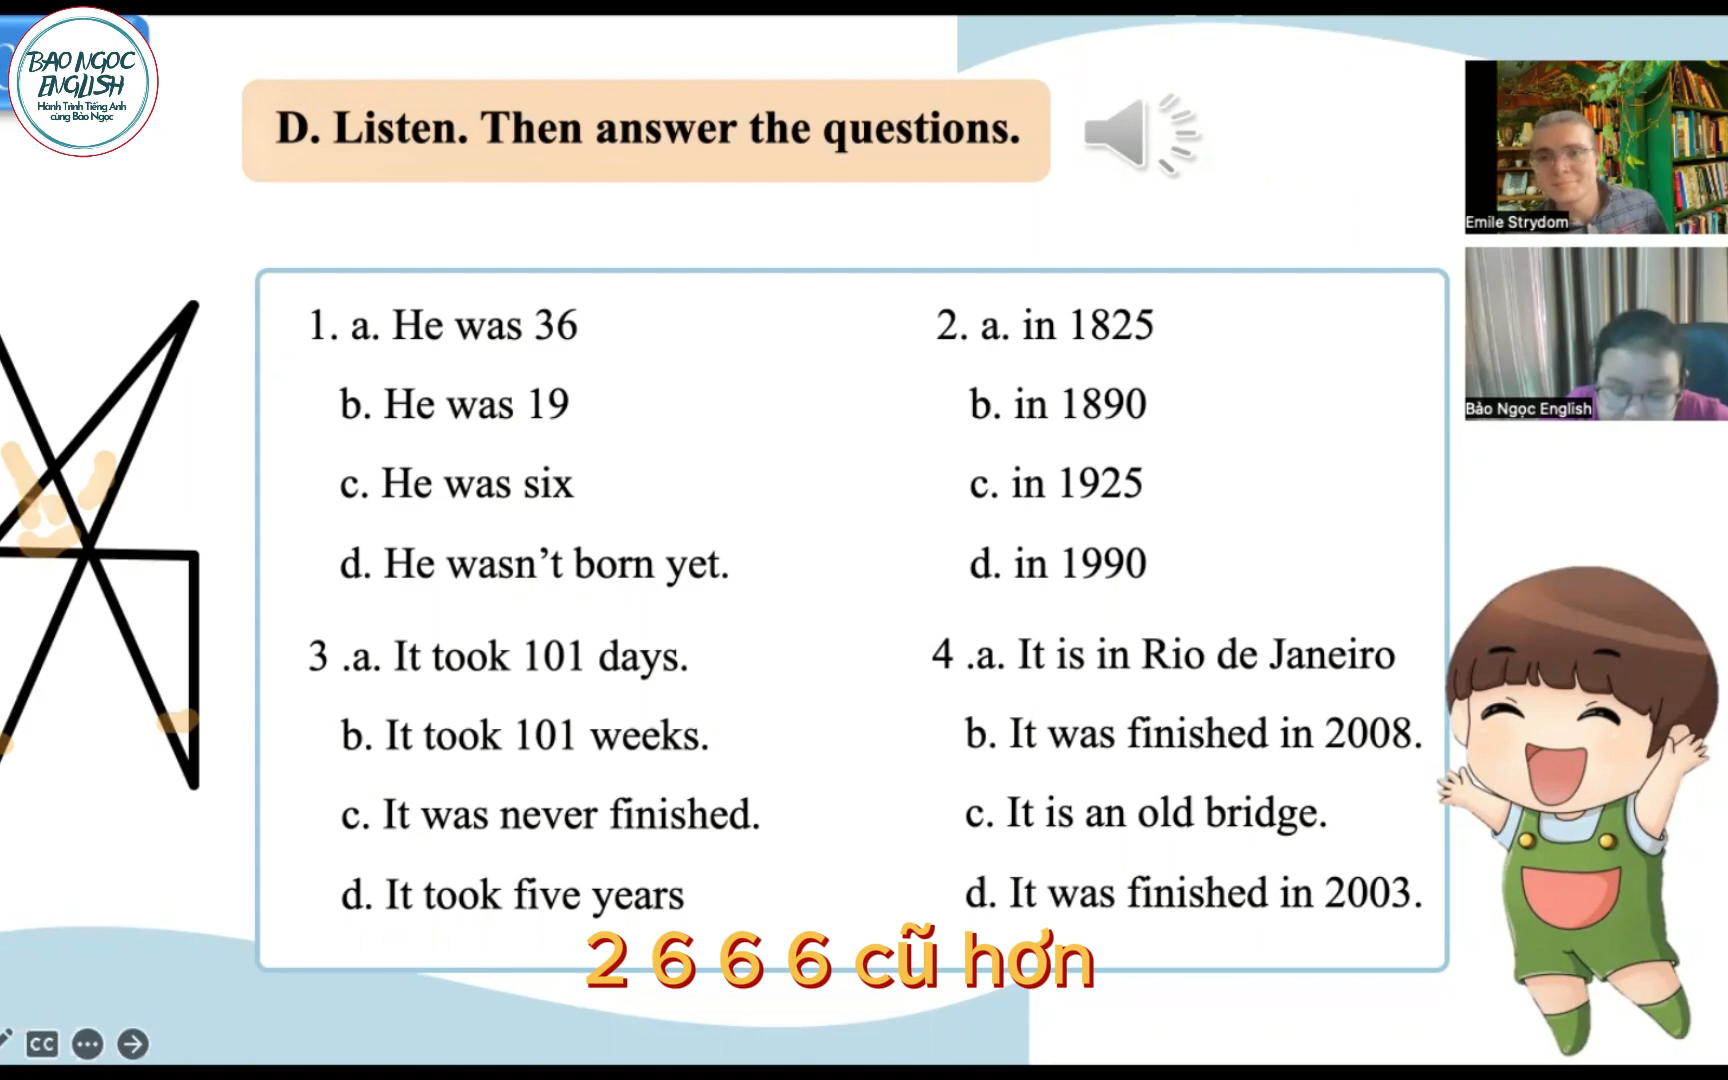 BAO NGOC
ENGLISH
Hành Trình Tiếng Anh
cùng Bảo Ngọc
D. Listen. Then answer the questions.
Emile Strydom
Bảo Ngọc English
1. a. He was 36
b. He was 19
c. He was six
d. He wasn't born yet.
2. a. in 1825
b. in 1890
c. in 1925
d. in 1990
3 .a. It took 101 days.
b. It took 101 weeks.
c. It was never finished.
d. It took five years
4 .a. It is in Rio de Janeiro
b. It was finished in 2008.
c. It is an old bridge.
d. It was finished in 2003.
2 6 6 6 cũ hơn
CC